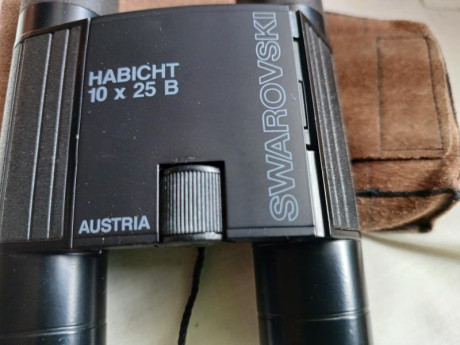 HABICHT
10 x 25 B
SWAROVSKI
AUSTRIA